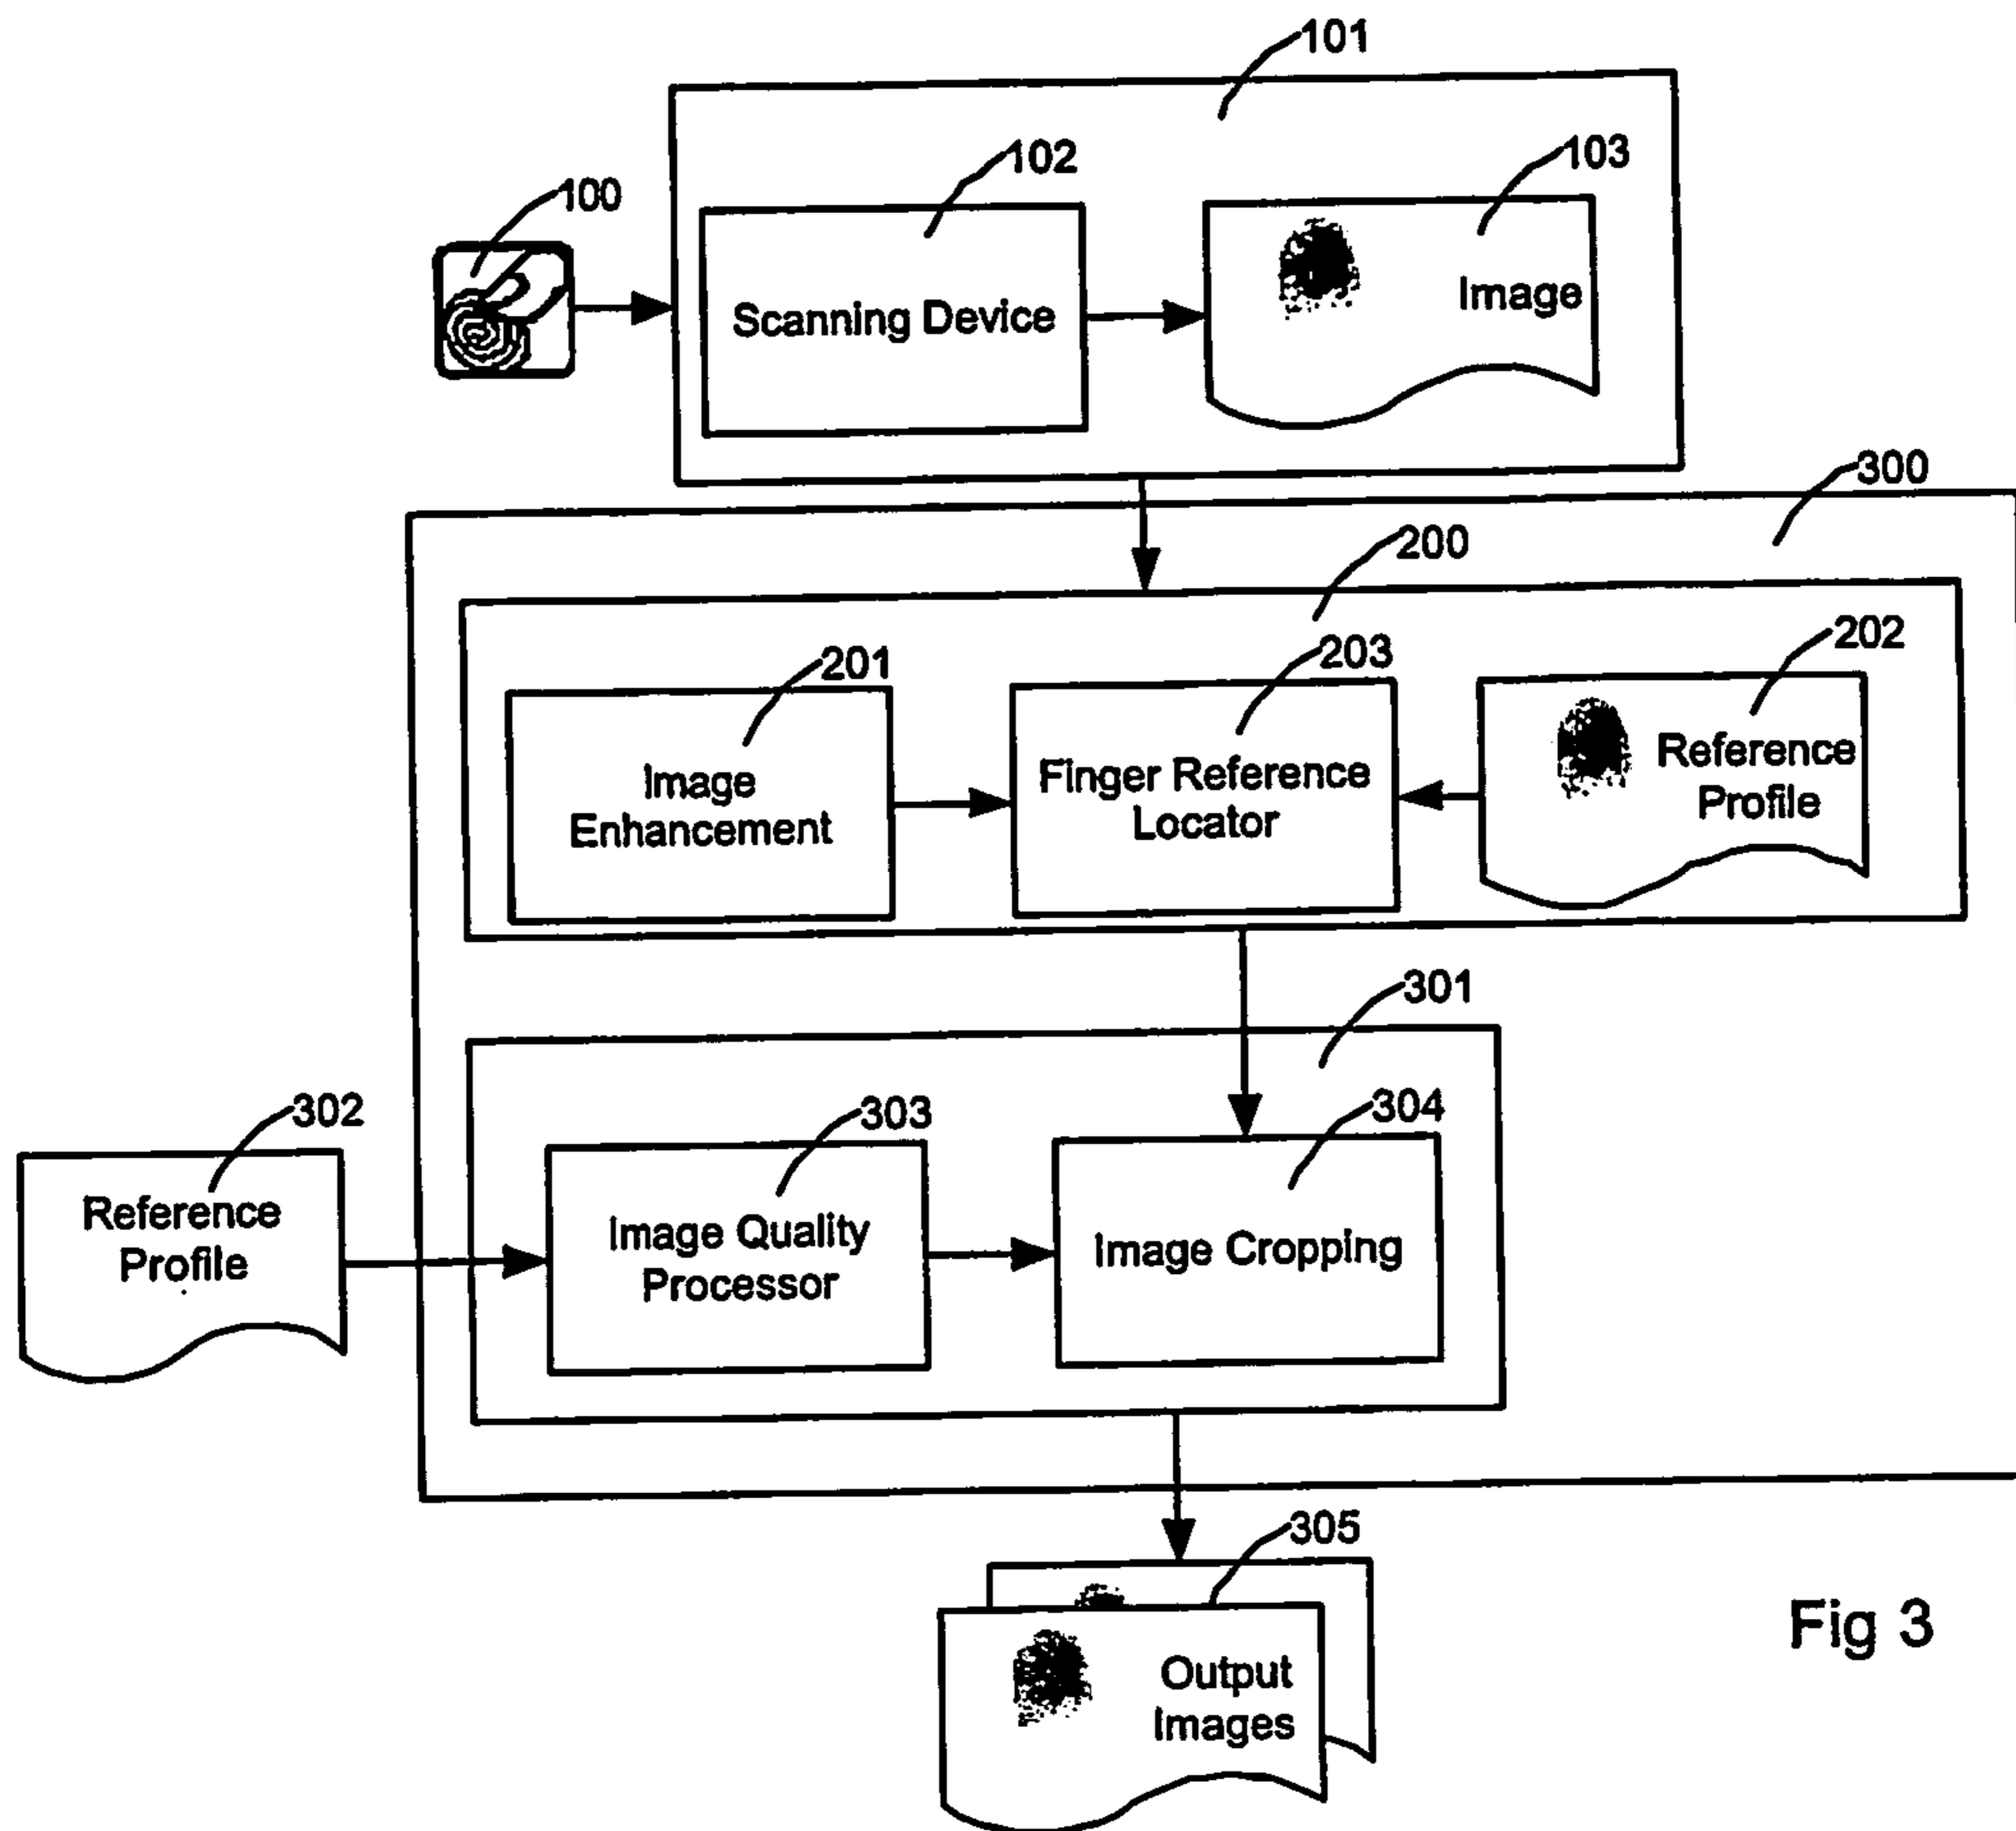 101
102
103
100
Scanning Device
Image
300
200
201
203
202
Image
Enhancement
Finger Reference
Locator
Reference
Profile
301
302
303
304
Reference
Profile
Image Quality
Processor
Image Cropping
305
Output
Images
Fig 3